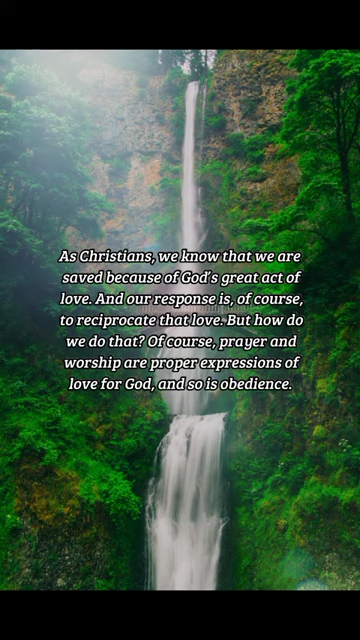 As Christians, we know that we are
saved because of God's great act of
love. And our response is, of course,
to reciprocate that love. But how do
we do that? Of course, prayer and
worship are proper expressions of
love for God, and so is obedience.